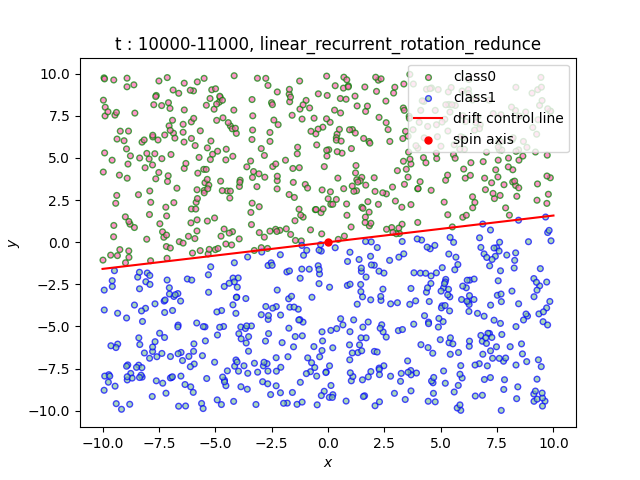 t : 10000-11000, linear_recurrent_rotation_redunce
class0
class1
drift control line
spin axis
10.0
7.5
5.0
2.5
0.0
−2.5
−5.0
−7.5
−10.0
y
−10.0 −7.5 −5.0 −2.5 0.0 2.5 5.0 7.5 10.0
x